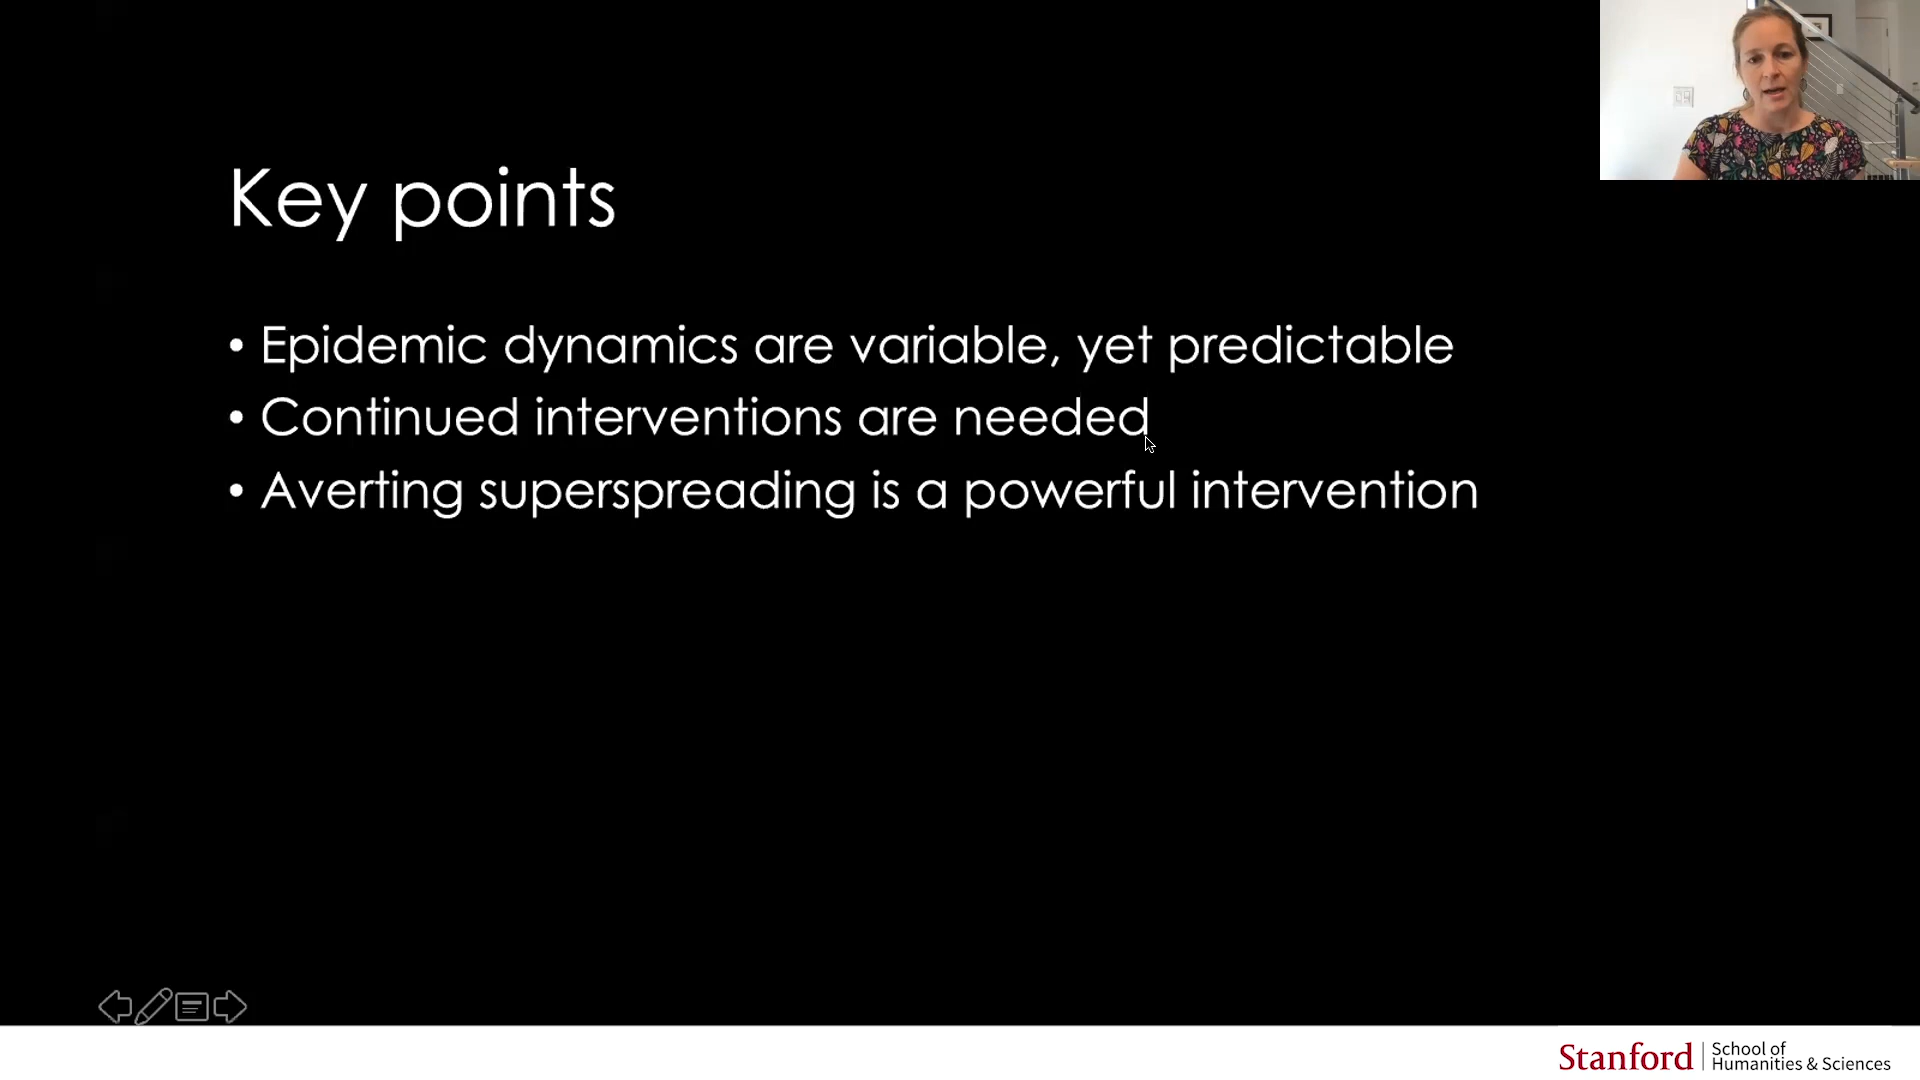 Key points
• Epidemic dynamics are variable, yet predictable
• Continued interventions are needed
• Averting superspreading is a powerful intervention
Stanford
School of
Humanities & Sciences